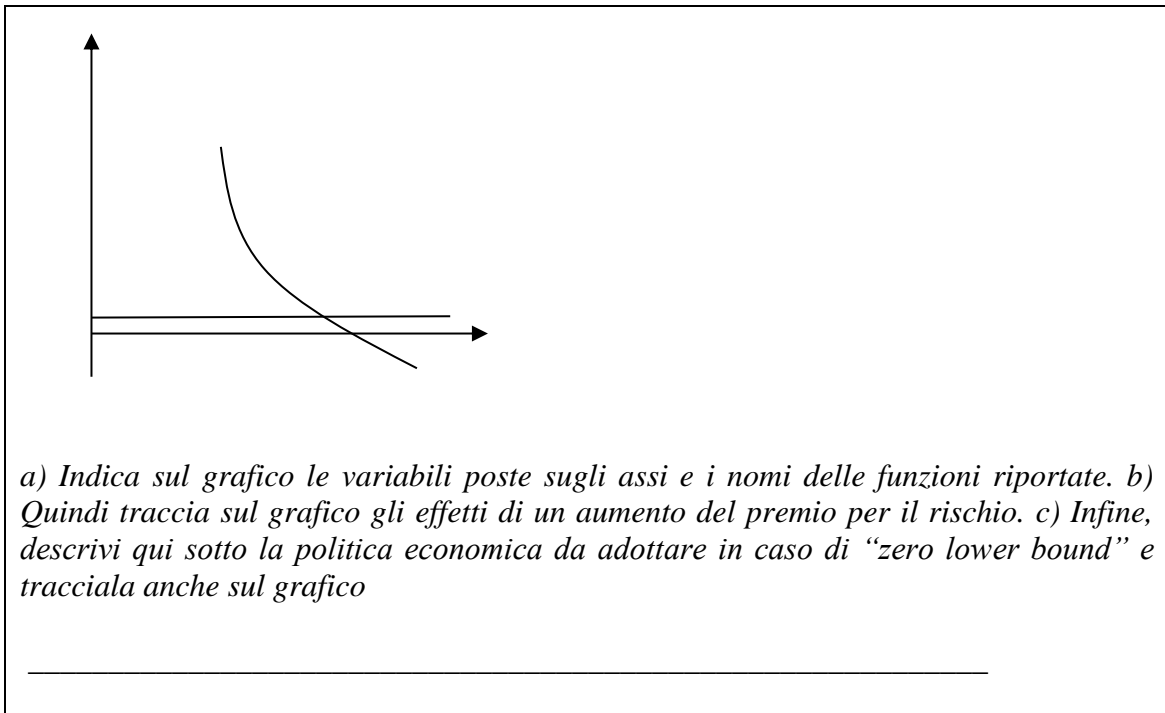 a) Indica sul grafico le variabili poste sugli assi e i nomi delle funzioni riportate. b)
Quindi traccia sul grafico gli effetti di un aumento del premio per il rischio. c) Infine,
descrivi qui sotto la politica economica da adottare in caso di “zero lower bound” e
tracciala anche sul grafico